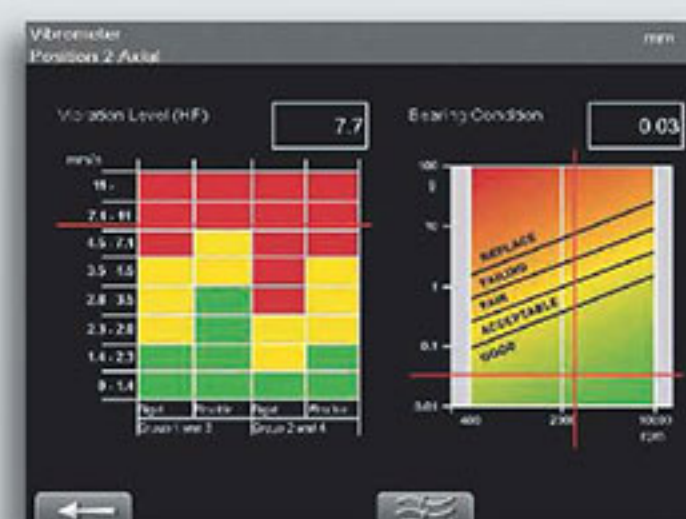 Vibrometer
mm
Position 2 Axial
Vibration Level (HF)
7.7
Bearing Condition
0.03
mm/s
11 -
7.1 - 11
4.5 - 7.1
3.5 4.5
2.8 3.5
2.3 - 2.8
1.4 - 2.3
0 - 1.4
Rigid Flexible Rigid Flexible
Group 1 and 3 Group 2 and 4
100
g
10
1
0.1
0.01
REPLACE
FAILING
FAIR
ACCEPTABLE
GOOD
400
10000
rpm